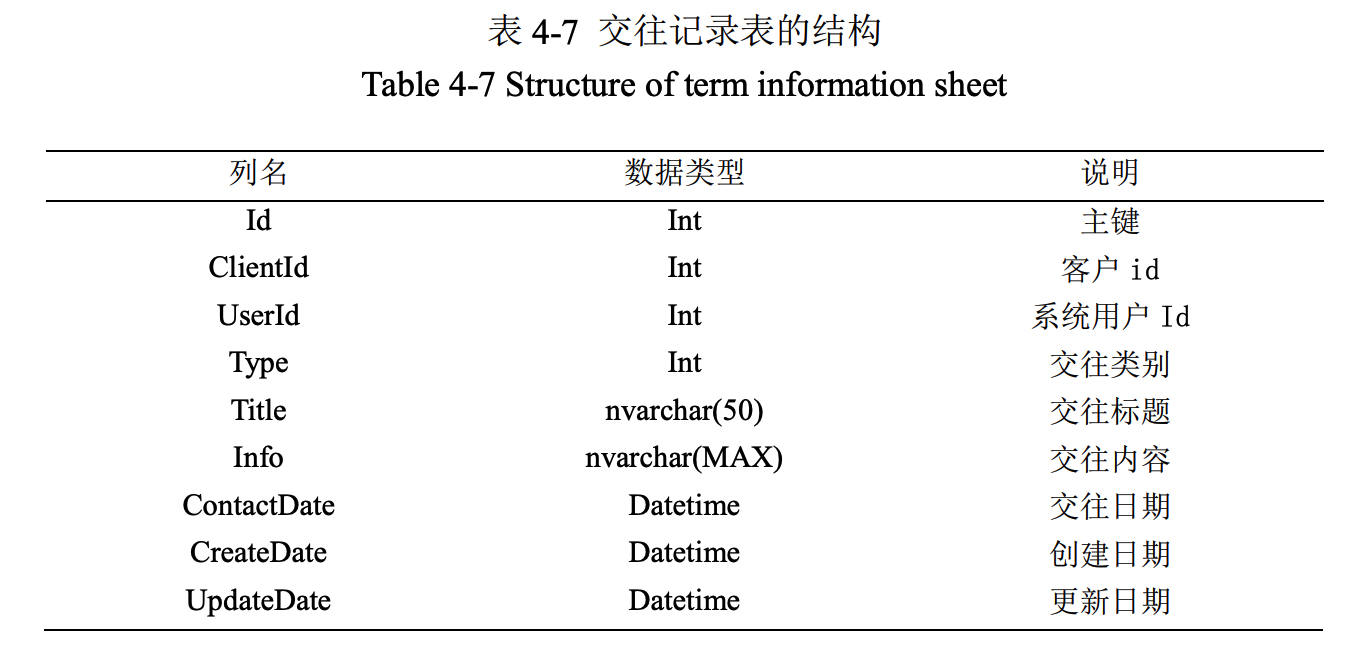 表 4-7 交往记录表的结构
Table 4-7 Structure of term information sheet
列名 数据类型 说明
Id Int 主键
ClientId Int 客户 id
UserId Int 系统用户 Id
Type Int 交往类别
Title nvarchar(50) 交往标题
Info nvarchar(MAX) 交往内容
ContactDate Datetime 交往日期
CreateDate Datetime 创建日期
UpdateDate Datetime 更新日期